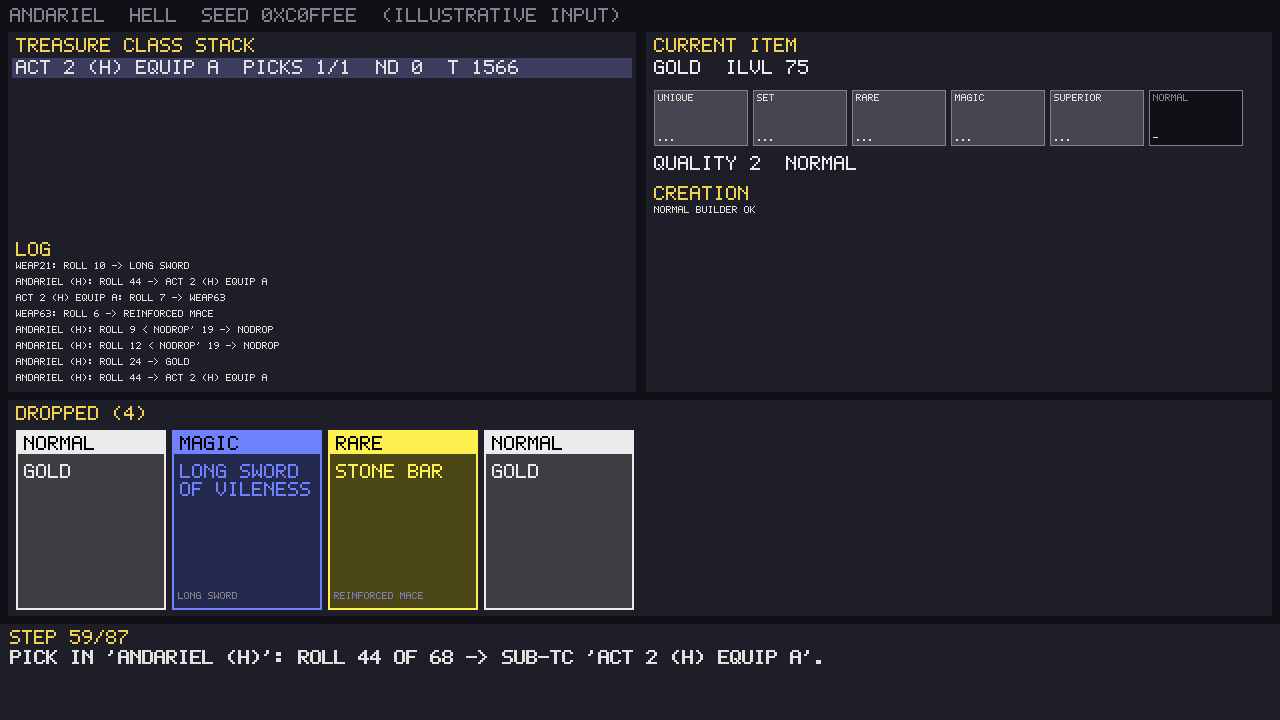 ANDARIEL  HELL  SEED 0XC0FFEE  (ILLUSTRATIVE INPUT)
TREASURE CLASS STACK
ACT 2 (H) EQUIP A  PICKS 1/1  ND 0  T 1566
LOG
WEAP21: ROLL 10 -> LONG SWORD
ANDARIEL (H): ROLL 44 -> ACT 2 (H) EQUIP A
ACT 2 (H) EQUIP A: ROLL 7 -> WEAP63
WEAP63: ROLL 6 -> REINFORCED MACE
ANDARIEL (H): ROLL 9 < NODROP' 19 -> NODROP
ANDARIEL (H): ROLL 12 < NODROP' 19 -> NODROP
ANDARIEL (H): ROLL 24 -> GOLD
ANDARIEL (H): ROLL 44 -> ACT 2 (H) EQUIP A
CURRENT ITEM
GOLD  ILVL 75
UNIQUE
...
SET
...
RARE
...
MAGIC
...
SUPERIOR
...
NORMAL
_
QUALITY 2  NORMAL
CREATION
NORMAL BUILDER OK
DROPPED (4)
NORMAL
GOLD
MAGIC
LONG SWORD
OF VILENESS
LONG SWORD
RARE
STONE BAR
REINFORCED MACE
NORMAL
GOLD
STEP 59/87
PICK IN 'ANDARIEL (H)': ROLL 44 OF 68 -> SUB-TC 'ACT 2 (H) EQUIP A'.